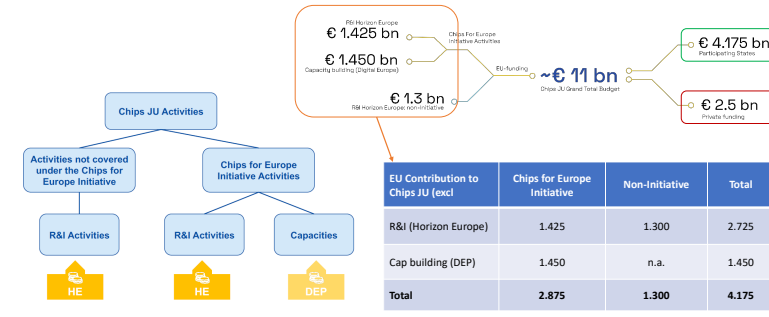 R&I Horizon Europe
€ 1.425 bn
€ 1.450 bn
Capacity building (Digital Europe)
€ 1.3 bn
R&I Horizon Europe: non-initiative
Chips For Europe
Initiative Activities
EU-funding
~€ 11 bn
Chips JU Grand Total Budget
€ 4.175 bn
Participating States
€ 2.5 bn
Private funding
Chips JU Activities
Activities not covered
under the Chips for
Europe Initiative
Chips for Europe
Initiative Activities
R&I Activities
R&I Activities
Capacities
HE
HE
DEP
EU Contribution to
Chips JU (excl
Chips for Europe
Initiative
Non-Initiative
Total
R&I (Horizon Europe) 1.425 1.300 2.725
Cap building (DEP) 1.450 n.a. 1.450
Total 2.875 1.300 4.175